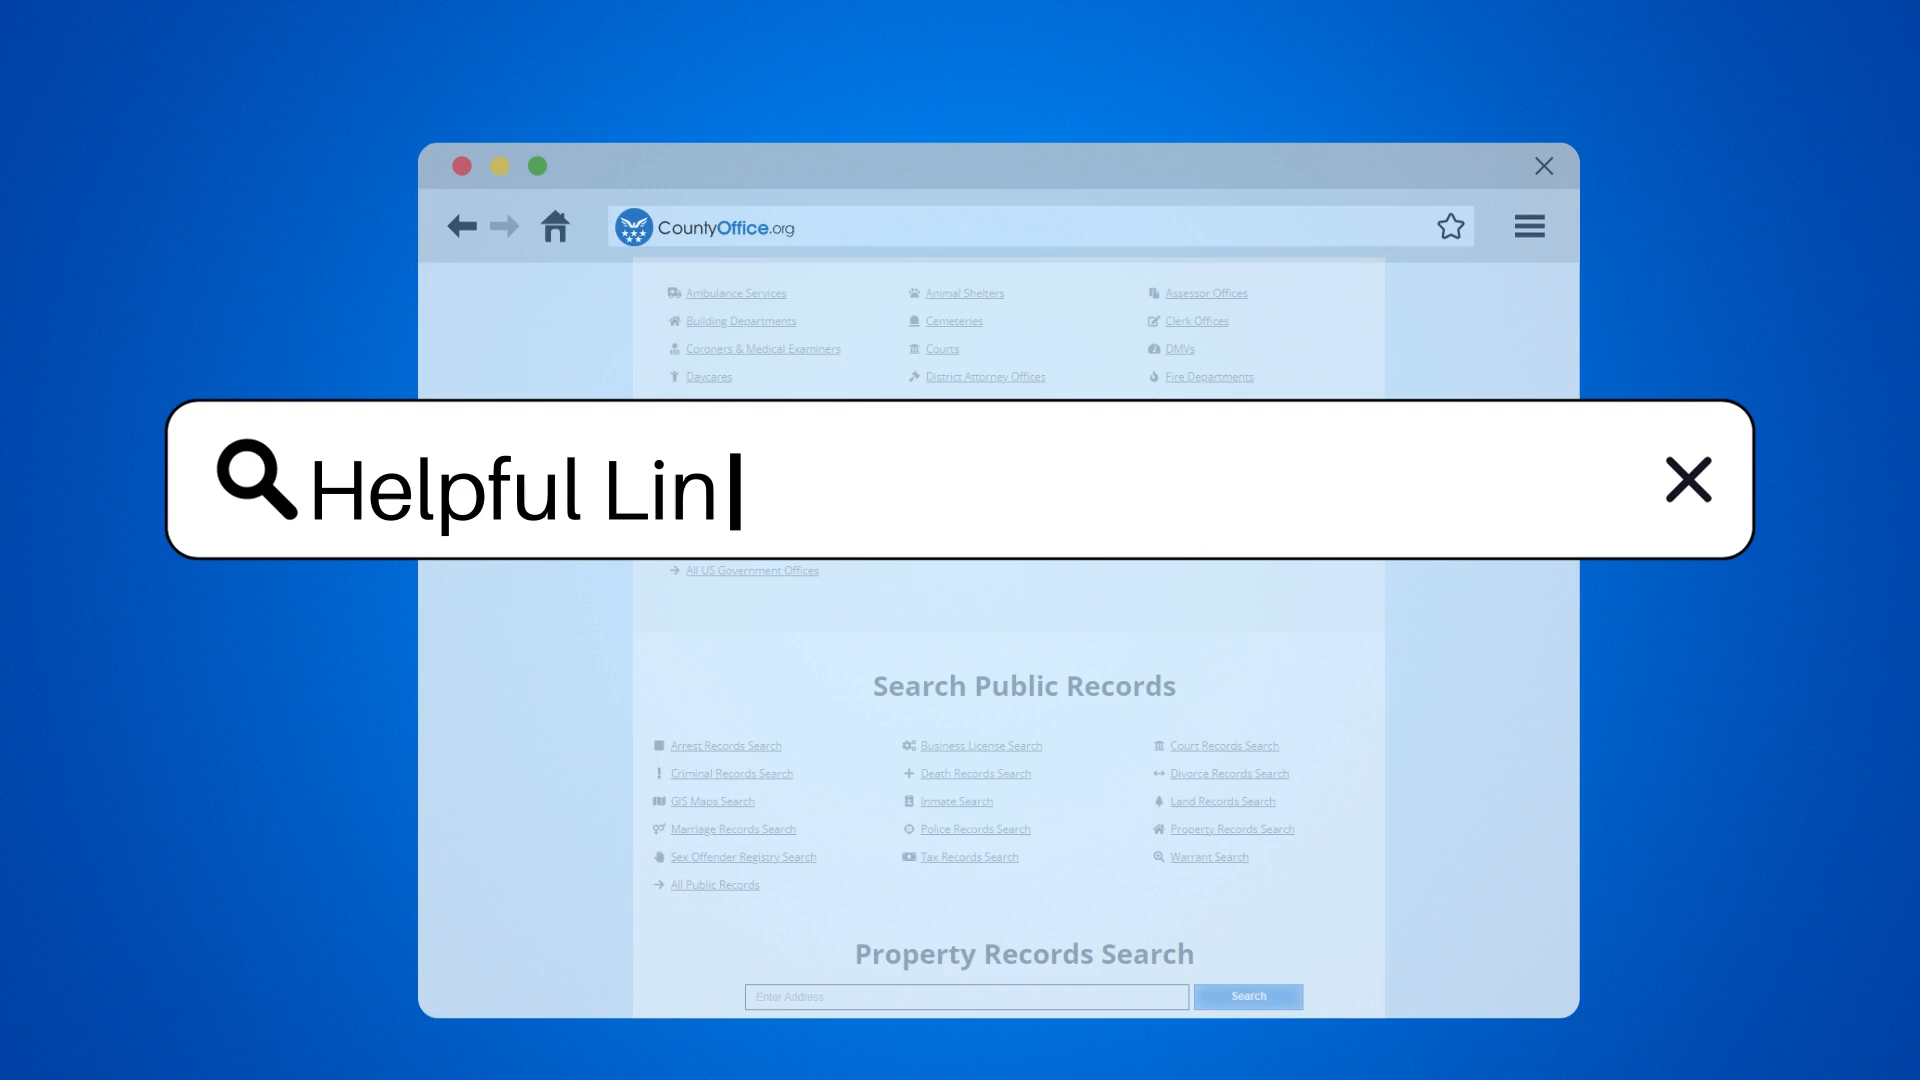 CountyOffice.org
Ambulance Services Animal Shelters Assessor Offices
Building Departments Cemeteries Clerk Offices
Coroners & Medical Examiners Courts DMVs
Daycares District Attorney Offices Fire Departments
Helpful Lin
All US Government Offices
Search Public Records
Arrest Records Search Business License Search Court Records Search
Criminal Records Search Death Records Search Divorce Records Search
GIS Maps Search Inmate Search Land Records Search
Marriage Records Search Police Records Search Property Records Search
Sex Offender Registry Search Tax Records Search Warrant Search
All Public Records
Property Records Search
Enter Address Search